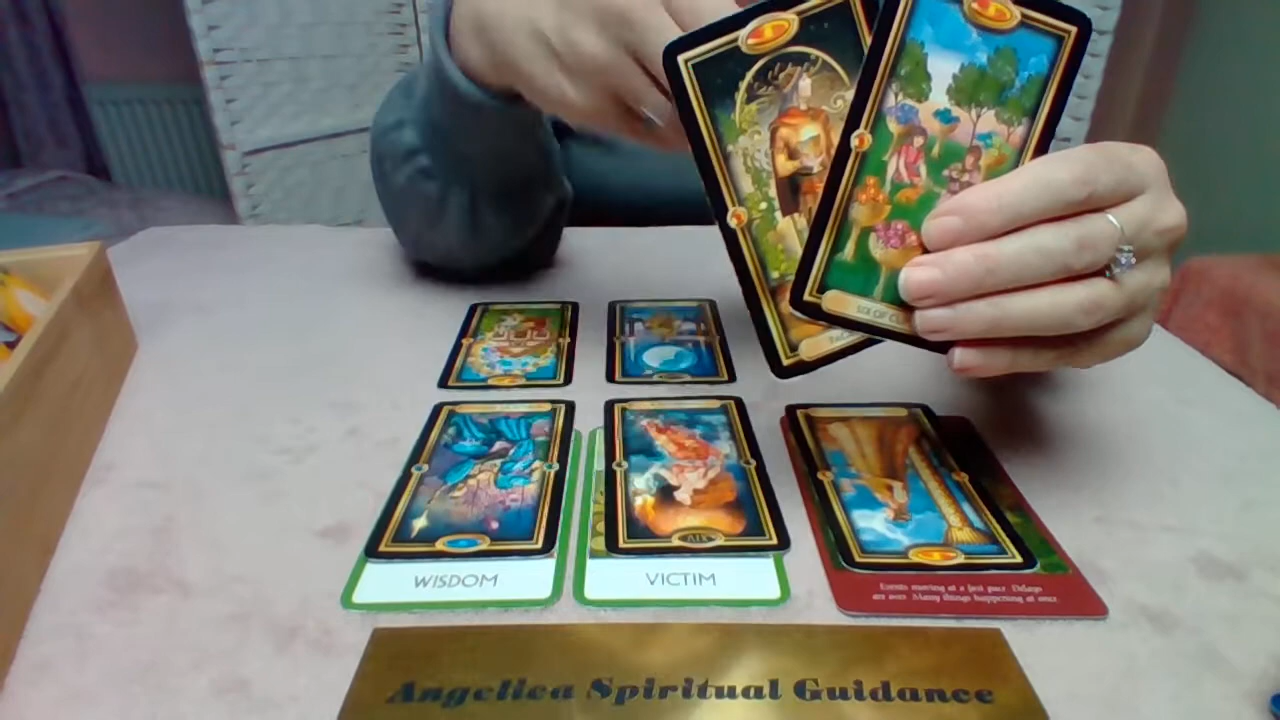 SIX OF CU
WISDOM
VICTIM
Events moving at a fast pace. Delays
are over. Many things happening at once.
Angelica Spiritual Guidance